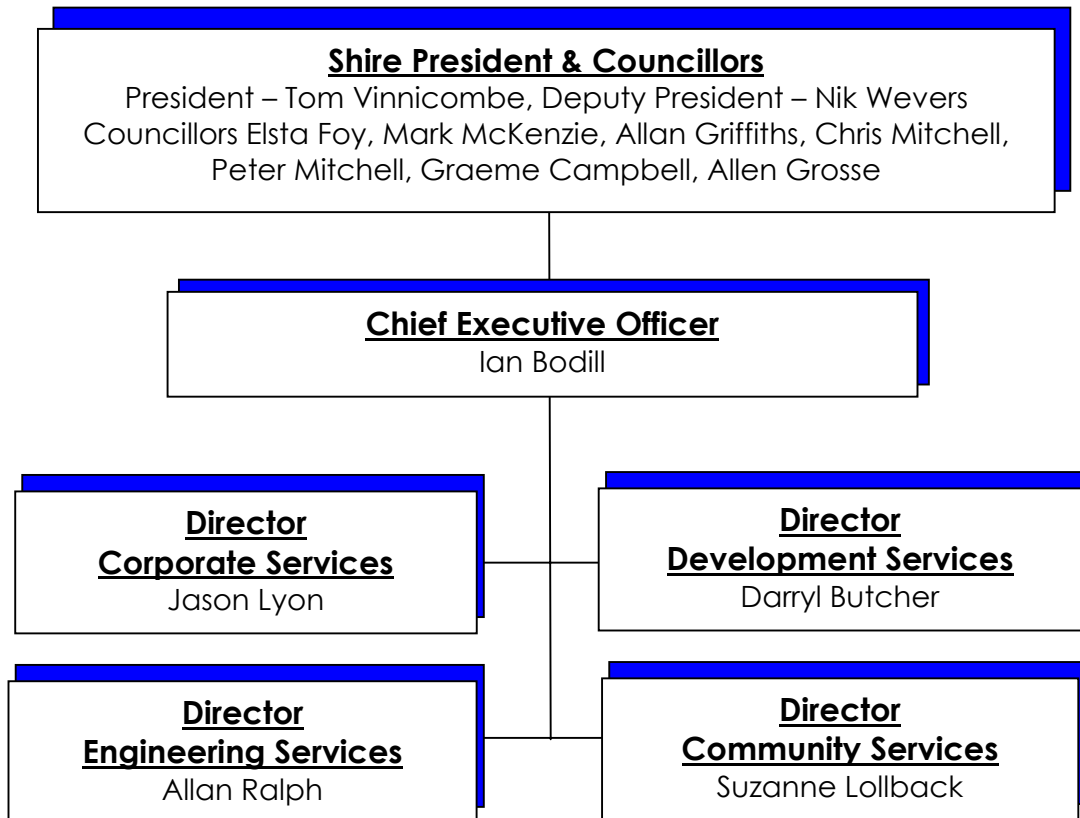 Shire President & Councillors
President – Tom Vinnicombe, Deputy President – Nik Wevers
Councillors Elsta Foy, Mark McKenzie, Allan Griffiths, Chris Mitchell,
Peter Mitchell, Graeme Campbell, Allen Grosse
Chief Executive Officer
Ian Bodill
Director
Corporate Services
Jason Lyon
Director
Development Services
Darryl Butcher
Director
Engineering Services
Allan Ralph
Director
Community Services
Suzanne Lollback